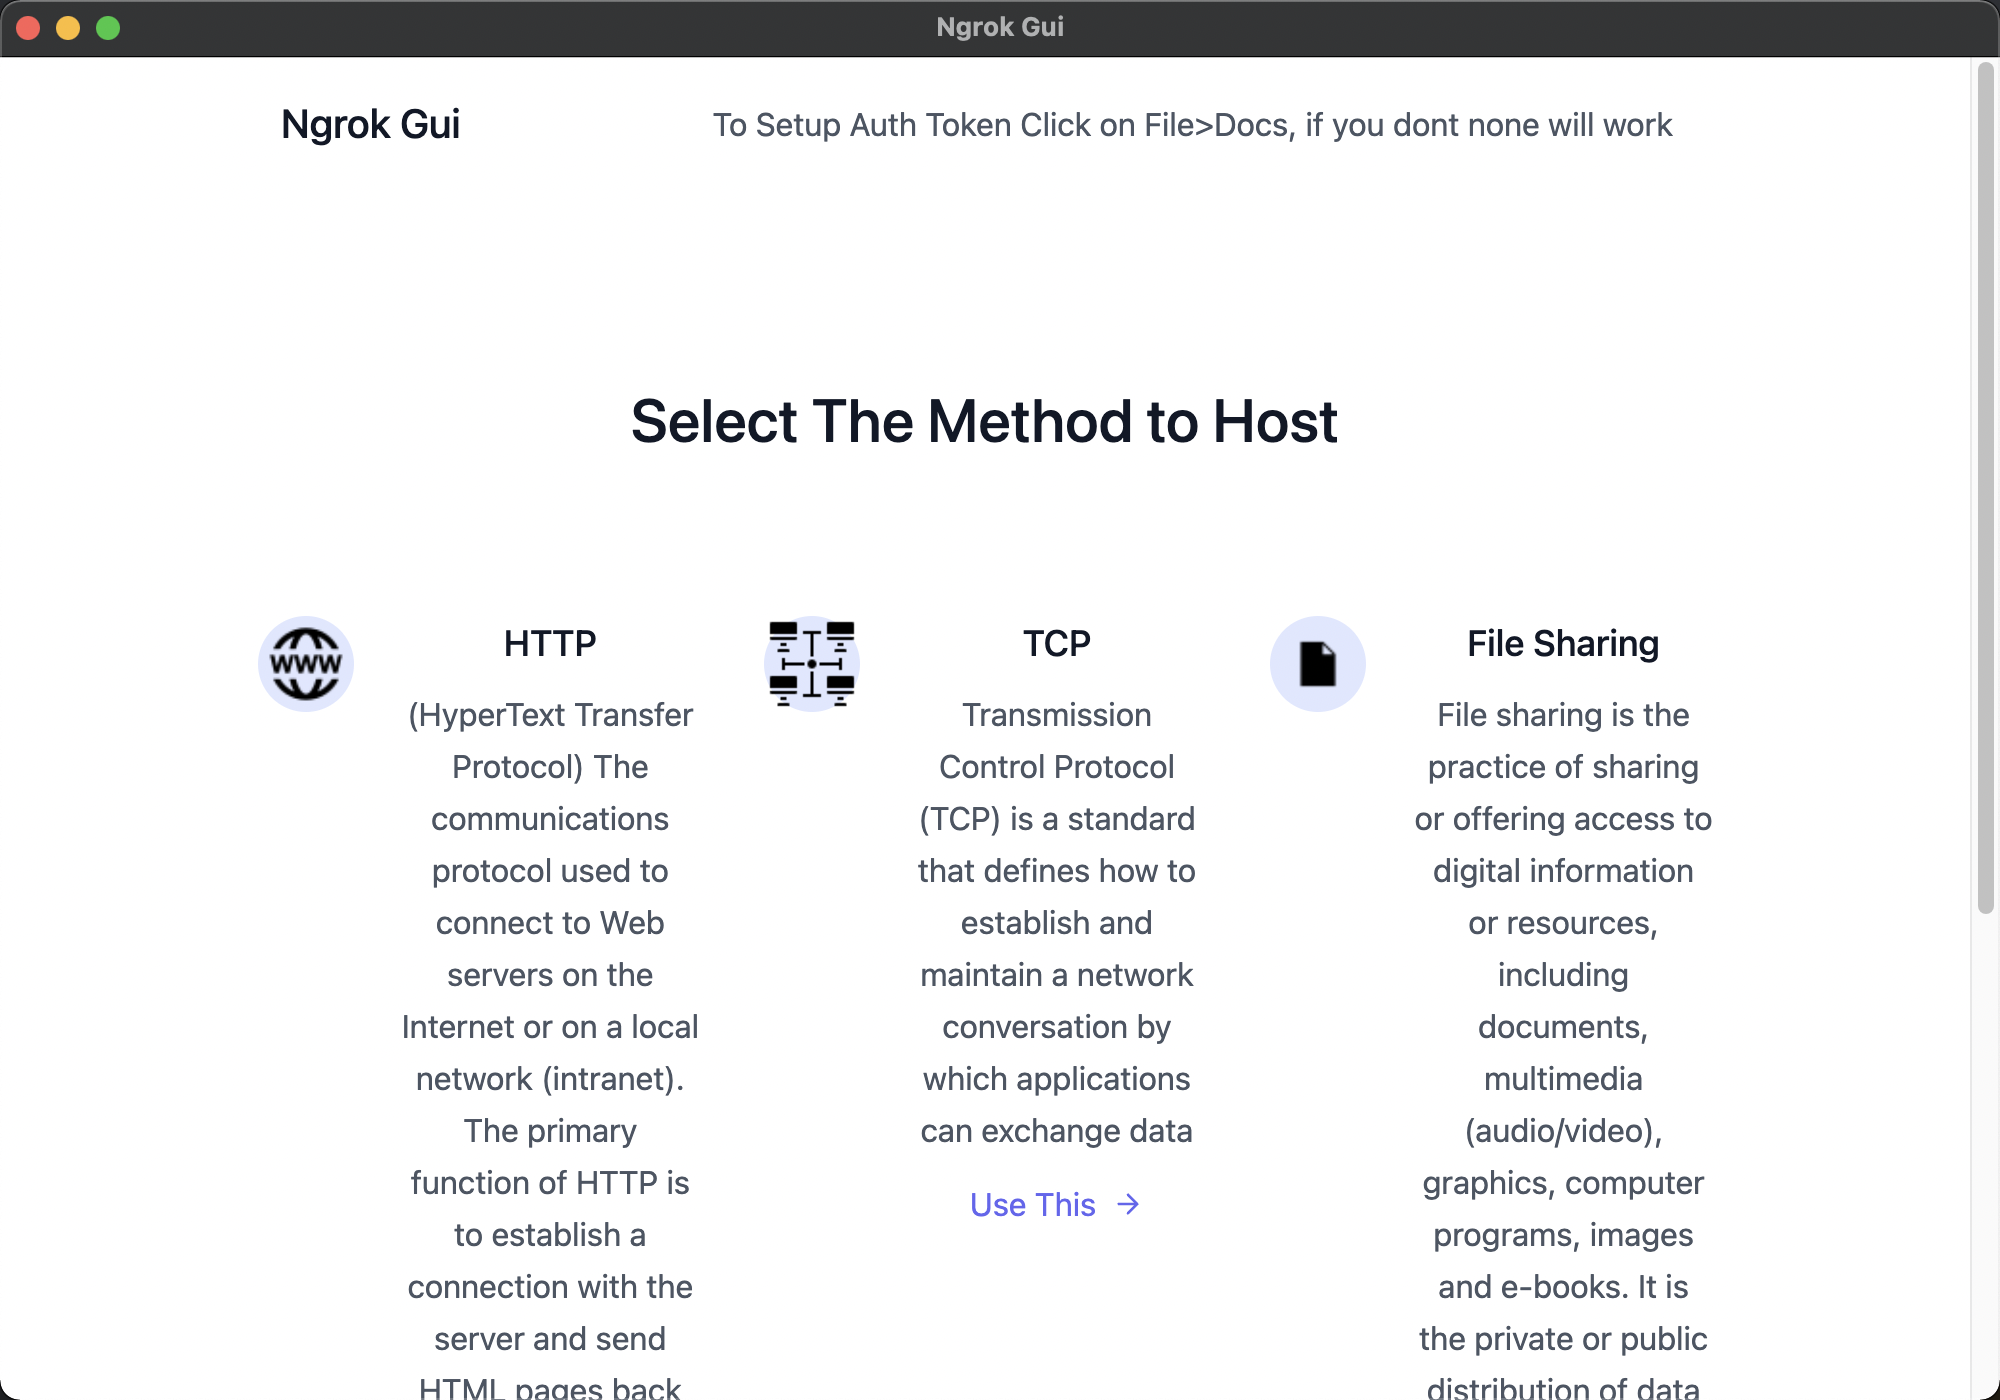 Ngrok Gui
Ngrok Gui
To Setup Auth Token Click on File>Docs, if you dont none will work
Select The Method to Host
WWW
HTTP
(HyperText Transfer
Protocol) The
communications
protocol used to
connect to Web
servers on the
Internet or on a local
network (intranet).
The primary
function of HTTP is
to establish a
connection with the
server and send
HTML pages back
TCP
Transmission
Control Protocol
(TCP) is a standard
that defines how to
establish and
maintain a network
conversation by
which applications
can exchange data
Use This →
File Sharing
File sharing is the
practice of sharing
or offering access to
digital information
or resources,
including
documents,
multimedia
(audio/video),
graphics, computer
programs, images
and e-books. It is
the private or public
distribution of data